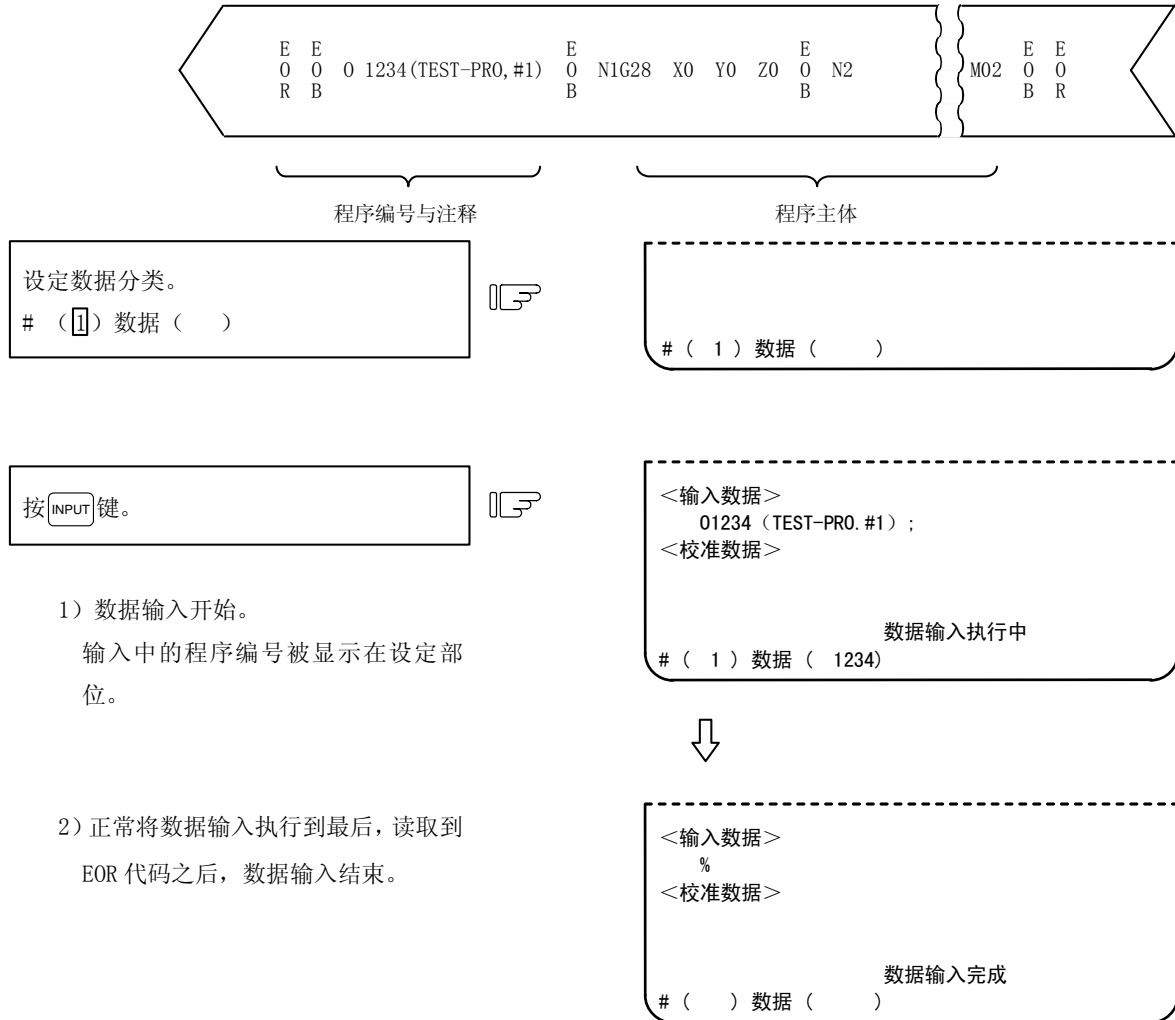 EOR EOB O 1234(TEST-PRO,#1) EOB N1G28 X0 Y0 Z0 EOB N2 M02 EOB EOR
程序编号与注释
程序主体
设定数据分类。
# （1）数据（ ）
# （ 1 ）数据（ ）
按INPUT键。
＜输入数据＞
O1234（TEST-PRO.#1）;
＜校准数据＞
数据输入执行中
# （ 1 ）数据（ 1234）
1）数据输入开始。
输入中的程序编号被显示在设定部
位。
2）正常将数据输入执行到最后，读取到
EOR 代码之后，数据输入结束。
＜输入数据＞
%
＜校准数据＞
数据输入完成
# （ ）数据（ ）